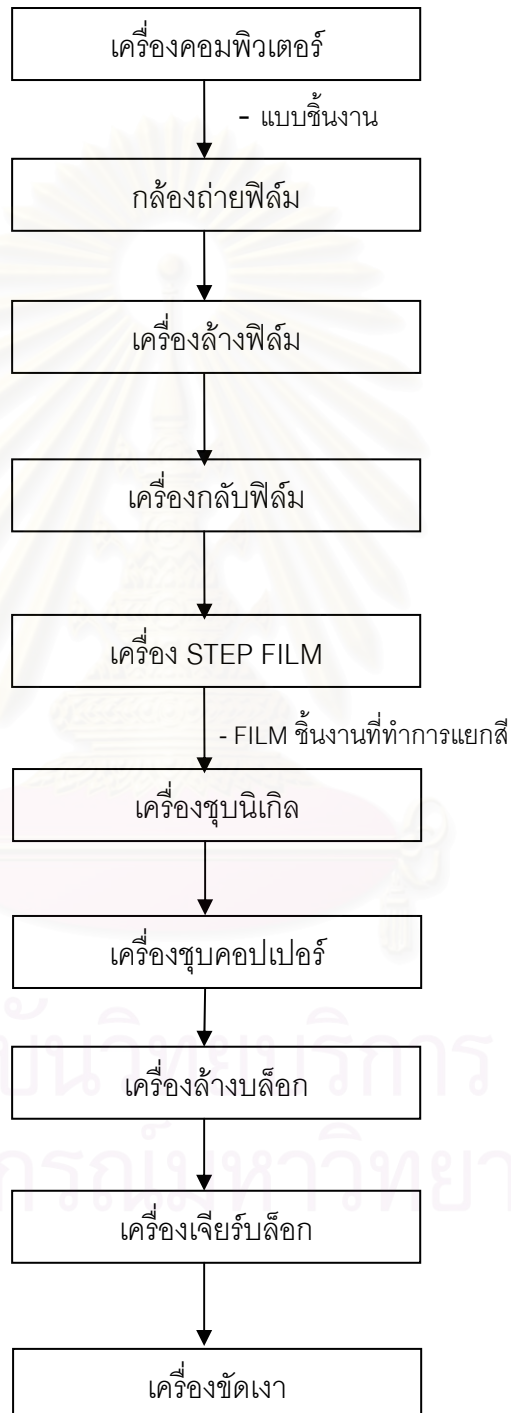 เครื่องคอมพิวเตอร์
- แบบชิ้นงาน
กล้องถ่ายฟิล์ม
เครื่องล้างฟิล์ม
เครื่องกลับฟิล์ม
เครื่อง STEP FILM
- FILM ชิ้นงานที่ทำการแยกสี
เครื่องชุบนิเกิล
เครื่องชุบคอปเปอร์
เครื่องล้างบล็อก
เครื่องเจียร์บล็อก
เครื่องขัดเงา